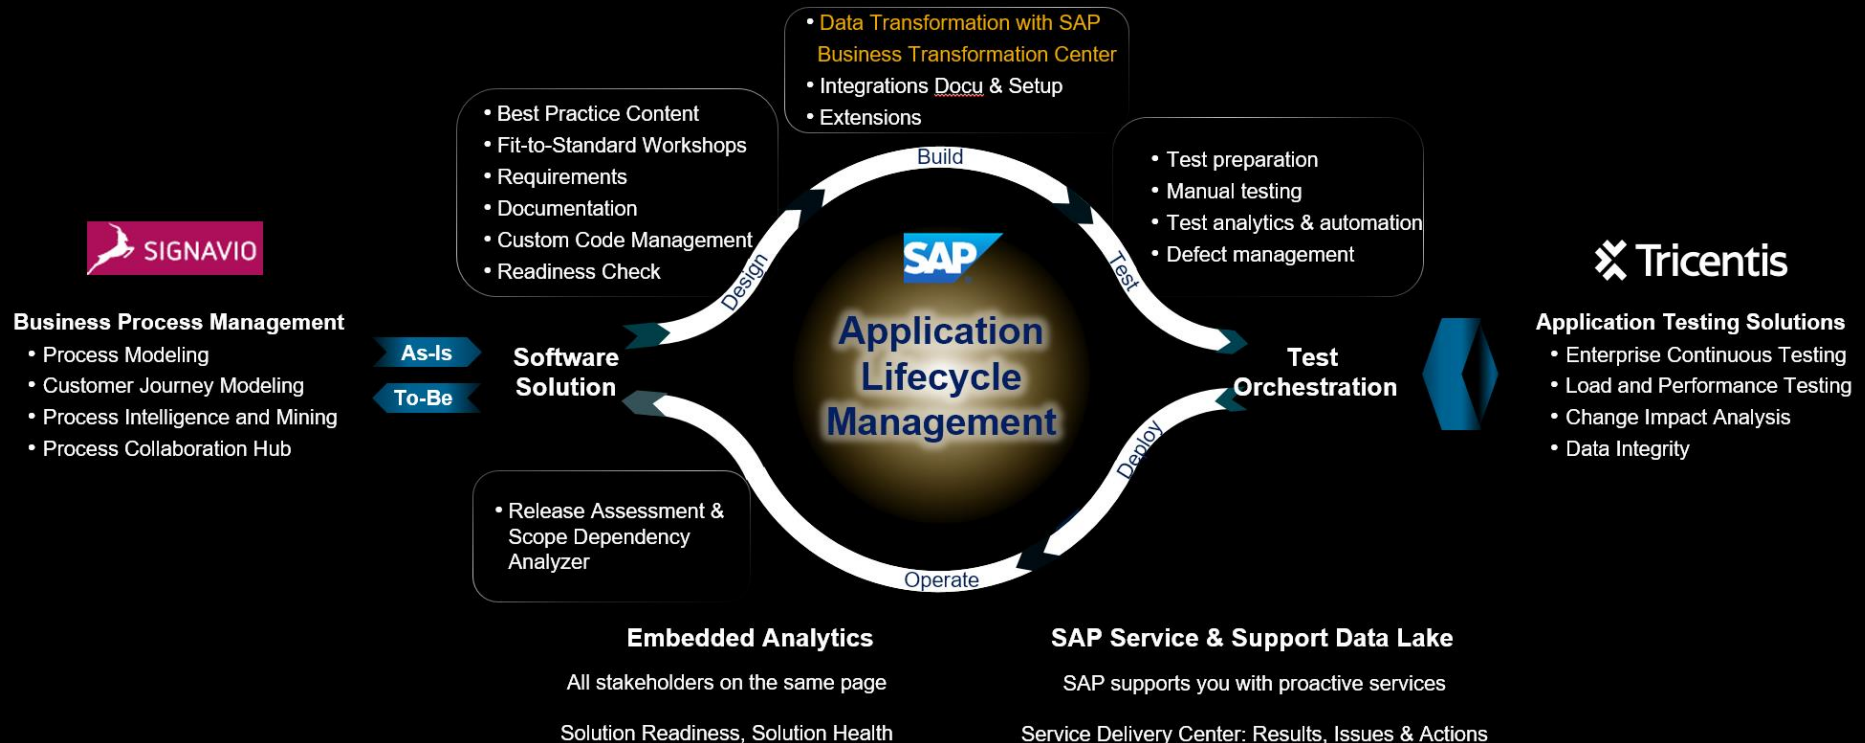 • Data Transformation with SAP
Business Transformation Center
• Integrations Docu & Setup
• Extensions
• Best Practice Content
• Fit-to-Standard Workshops
• Requirements
• Documentation
• Custom Code Management
• Readiness Check
Build
• Test preparation
• Manual testing
• Test analytics & automation
• Defect management
SIGNAVIO
Business Process Management
• Process Modeling
• Customer Journey Modeling
• Process Intelligence and Mining
• Process Collaboration Hub
As-Is
To-Be
Software
Solution
Design
SAP
Application
Lifecycle
Management
Test
Test
Orchestration
Tricentis
Application Testing Solutions
• Enterprise Continuous Testing
• Load and Performance Testing
• Change Impact Analysis
• Data Integrity
Deploy
• Release Assessment &
Scope Dependency
Analyzer
Operate
Embedded Analytics
All stakeholders on the same page
Solution Readiness, Solution Health
SAP Service & Support Data Lake
SAP supports you with proactive services
Service Delivery Center: Results, Issues & Actions